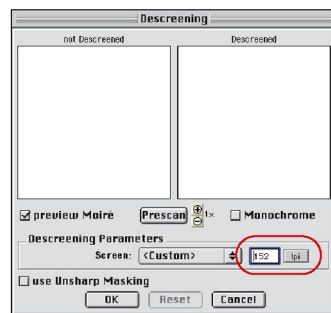 Descreening
not Descreened Descreened
preview Moiré Prescan 1x Monochrome
Descreening Parameters
Screen: <Custom> 152 lpi
use Unsharp Masking
OK Reset Cancel